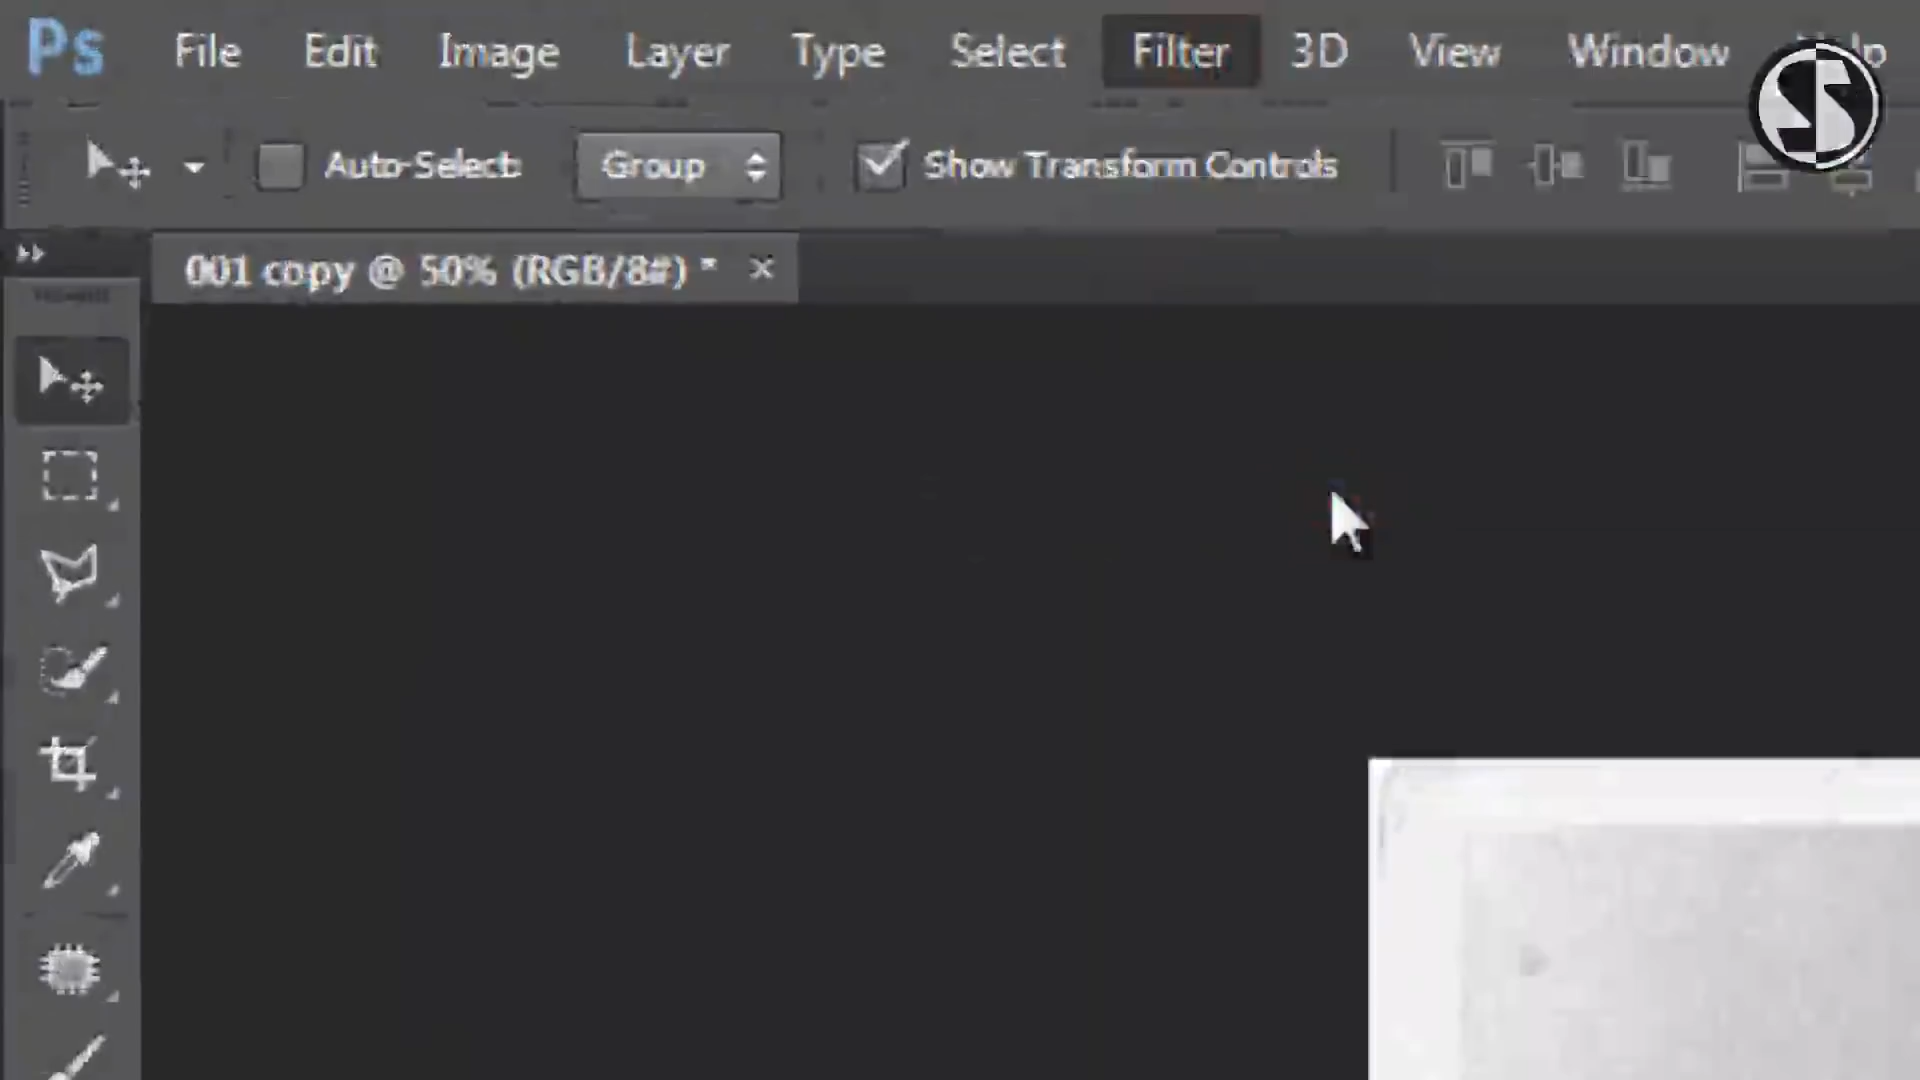 Ps File Edit Image Layer Type Select Filter 3D View Window Help
Auto-Select: Group Show Transform Controls
001 copy @ 50% (RGB/8#) * ×